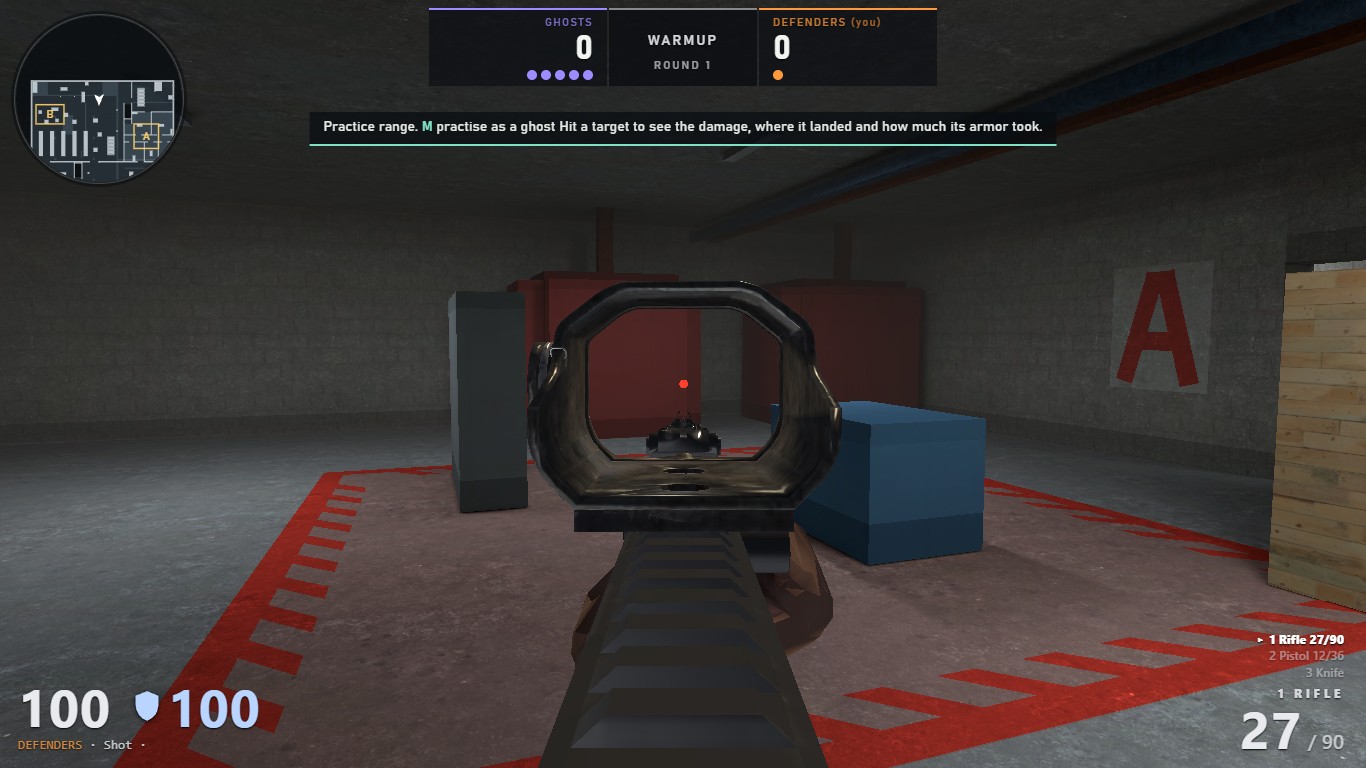 GHOSTS
0
WARMUP
ROUND 1
DEFENDERS (you)
0
B
A
Practice range. M practise as a ghost Hit a target to see the damage, where it landed and how much its armor took.
A
1 Rifle 27/90
2 Pistol 12/36
3 Knife
1 RIFLE
27 / 90
100 100
DEFENDERS · Shot ·